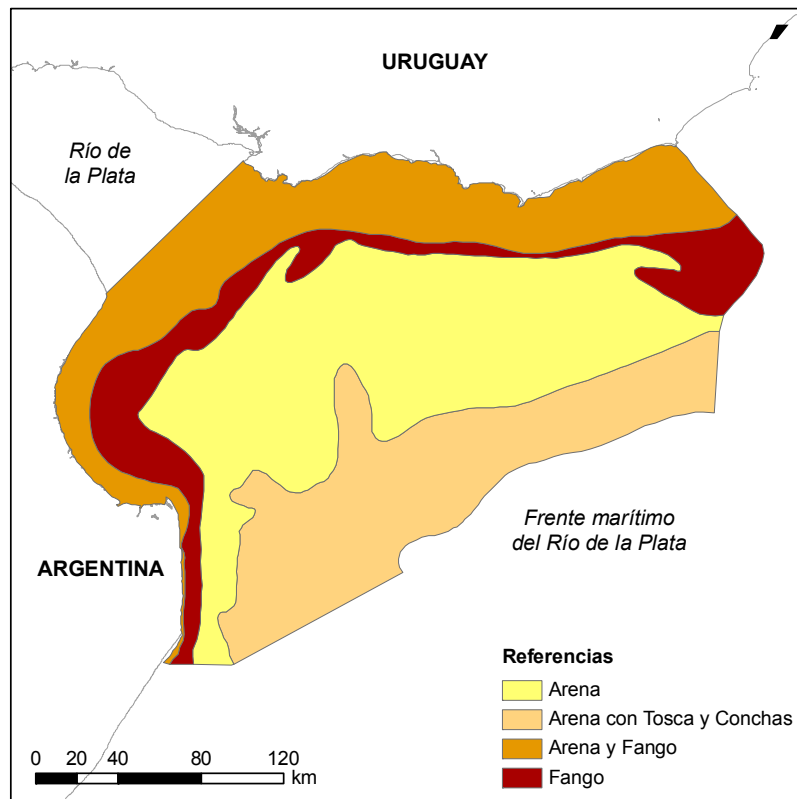 URUGUAY
Río de
la Plata
Frente marítimo
del Río de la Plata
ARGENTINA
Referencias
Arena
Arena con Tosca y Conchas
Arena y Fango
Fango
0 20 40 80 120
km